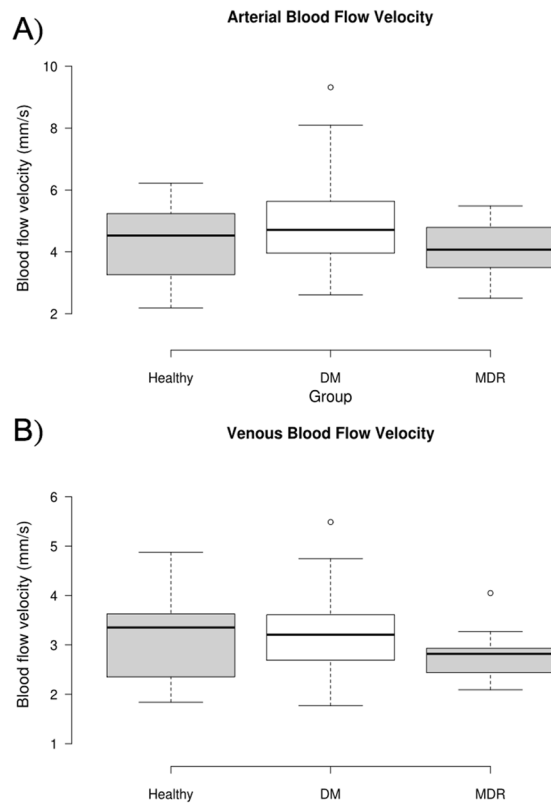 A)
Arterial Blood Flow Velocity
Blood flow velocity (mm/s)
10
8
6
4
2
Healthy DM MDR
Group
B)
Venous Blood Flow Velocity
Blood flow velocity (mm/s)
6
5
4
3
2
1
Healthy DM MDR